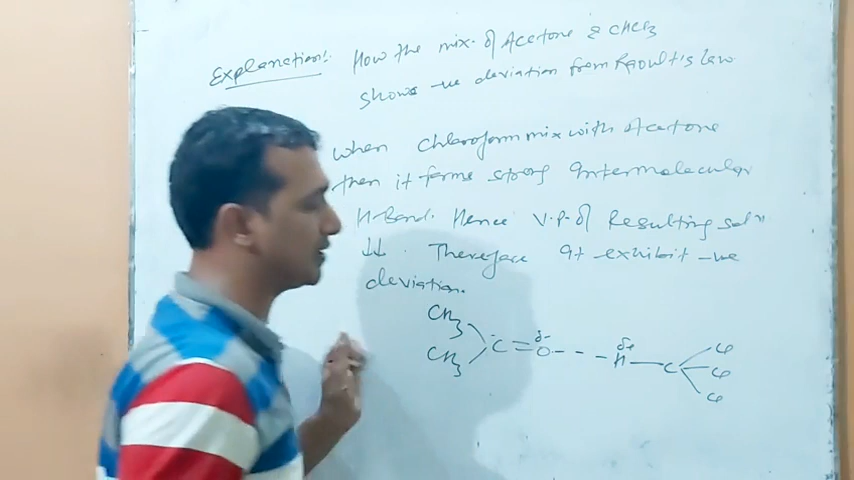 Explanation:- How the mix. of Acetone & CHCl3
shows -ve deviation from Raoult's law
when chloroform mix with Acetone
then it forms strong Intermolecular
H-Bond. Hence V.P. of Resulting solⁿ
↓↓. Therefore It exhibit -ve
deviation.
CH3
CH3
C=O---H—C
δ- δ+
Cl
Cl
Cl